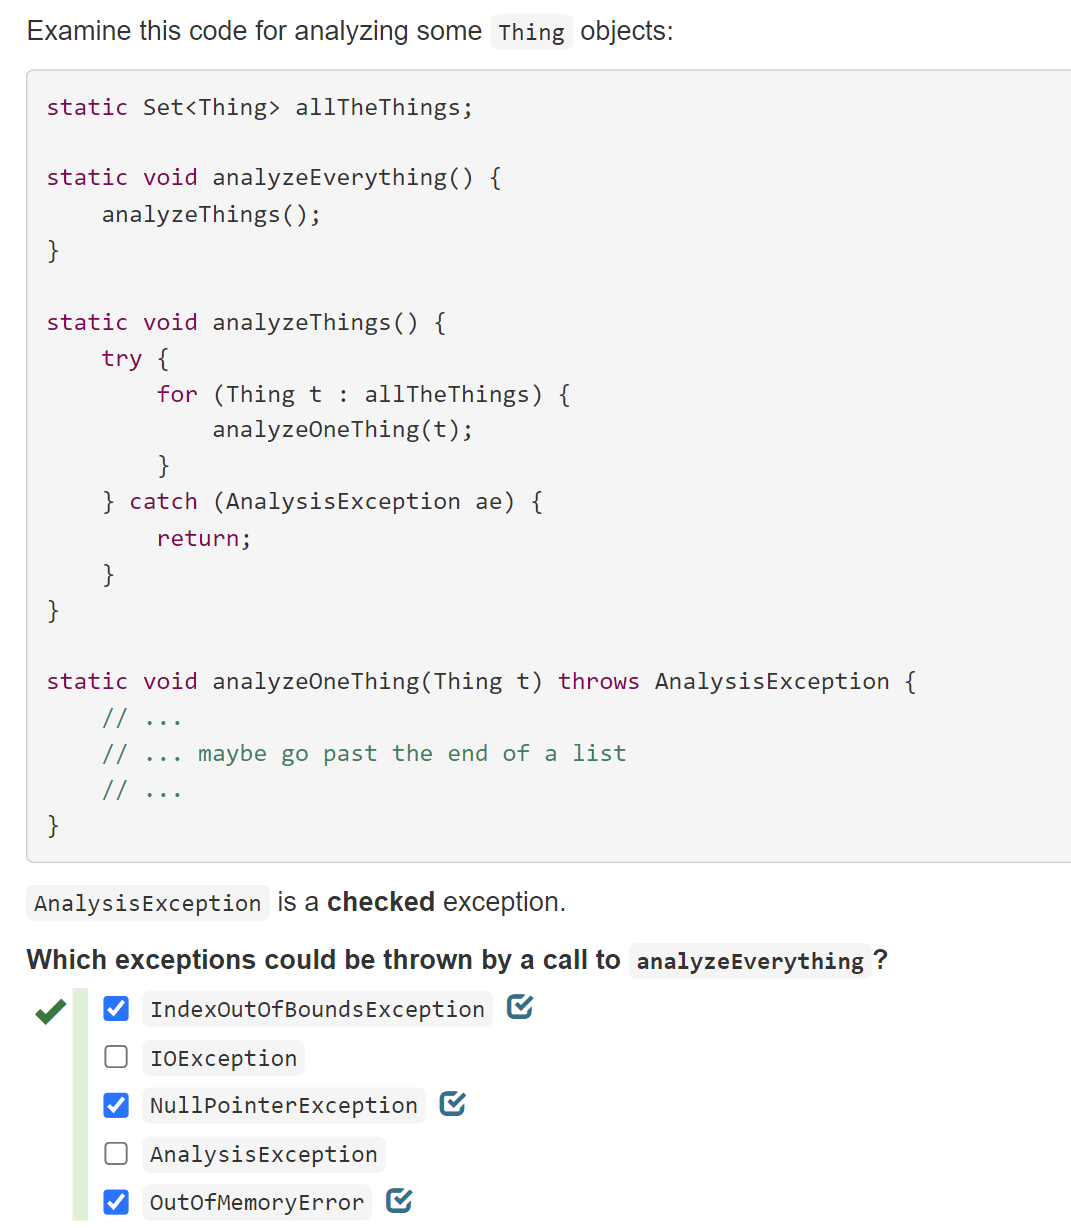 Examine this code for analyzing some Thing objects:
static Set<Thing> allTheThings;
static void analyzeEverything() {
    analyzeThings();
}
static void analyzeThings() {
    try {
        for (Thing t : allTheThings) {
            analyzeOneThing(t);
        }
    } catch (AnalysisException ae) {
        return;
    }
}
static void analyzeOneThing(Thing t) throws AnalysisException {
    // ...
    // ... maybe go past the end of a list
    // ...
}
AnalysisException is a checked exception.
Which exceptions could be thrown by a call to analyzeEverything?
IndexOutOfBoundsException
IOException
NullPointerException
AnalysisException
OutOfMemoryError